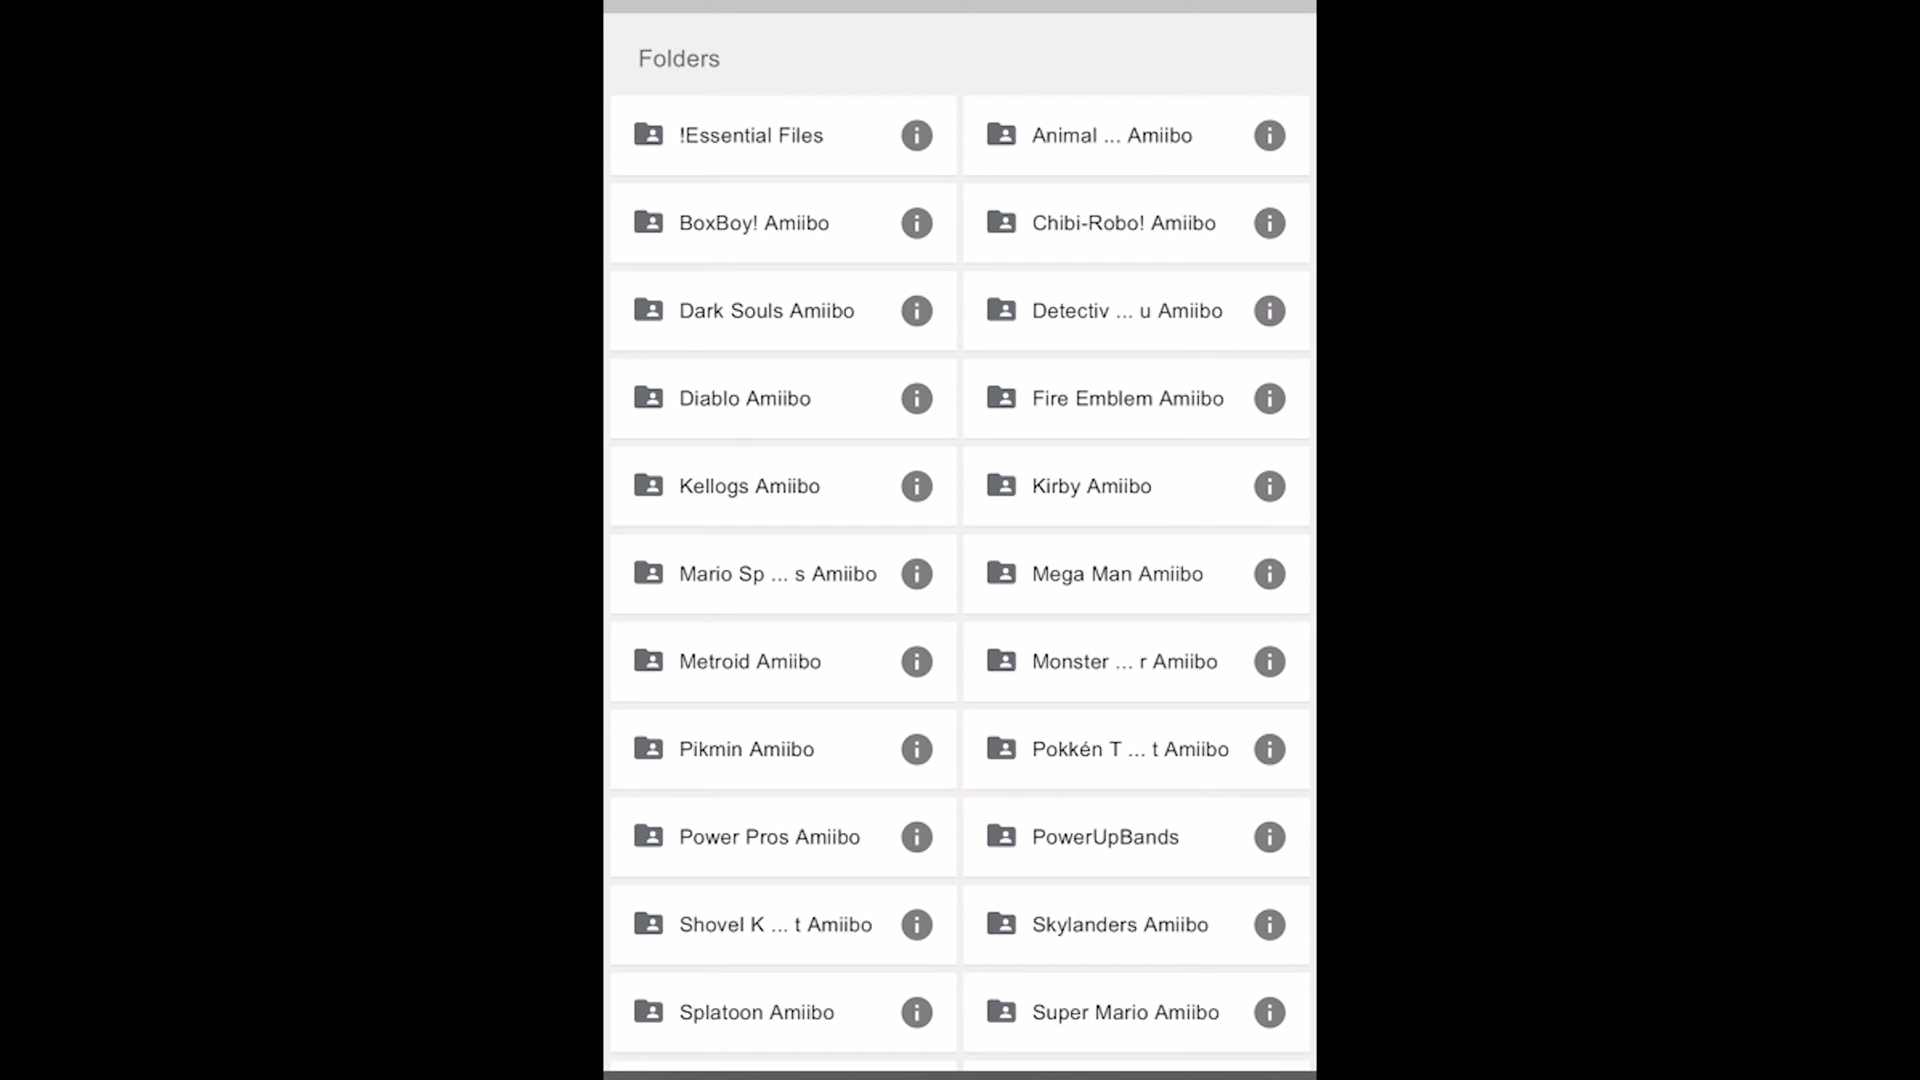 Folders
!Essential Files
Animal ... Amiibo
BoxBoy! Amiibo
Chibi-Robo! Amiibo
Dark Souls Amiibo
Detectiv ... u Amiibo
Diablo Amiibo
Fire Emblem Amiibo
Kellogs Amiibo
Kirby Amiibo
Mario Sp ... s Amiibo
Mega Man Amiibo
Metroid Amiibo
Monster ... r Amiibo
Pikmin Amiibo
Pokkén T ... t Amiibo
Power Pros Amiibo
PowerUpBands
Shovel K ... t Amiibo
Skylanders Amiibo
Splatoon Amiibo
Super Mario Amiibo